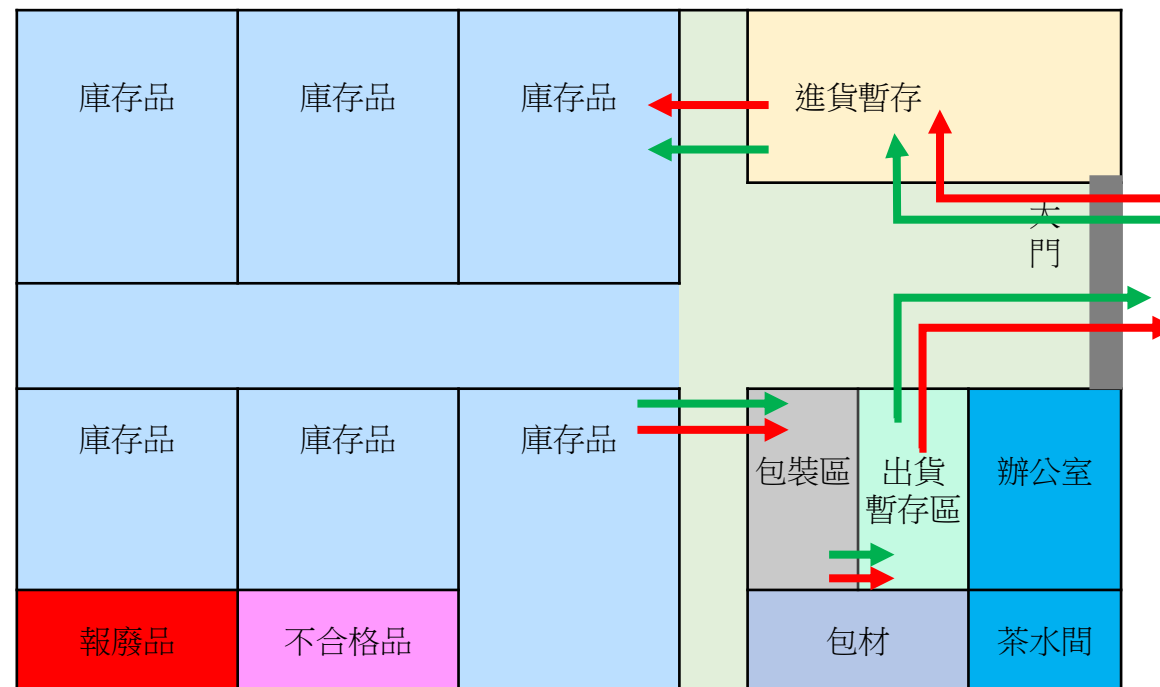 庫存品
庫存品
庫存品
進貨暫存
大
門
庫存品
庫存品
庫存品
包裝區
出貨
暫存區
辦公室
報廢品
不合格品
包材
茶水間